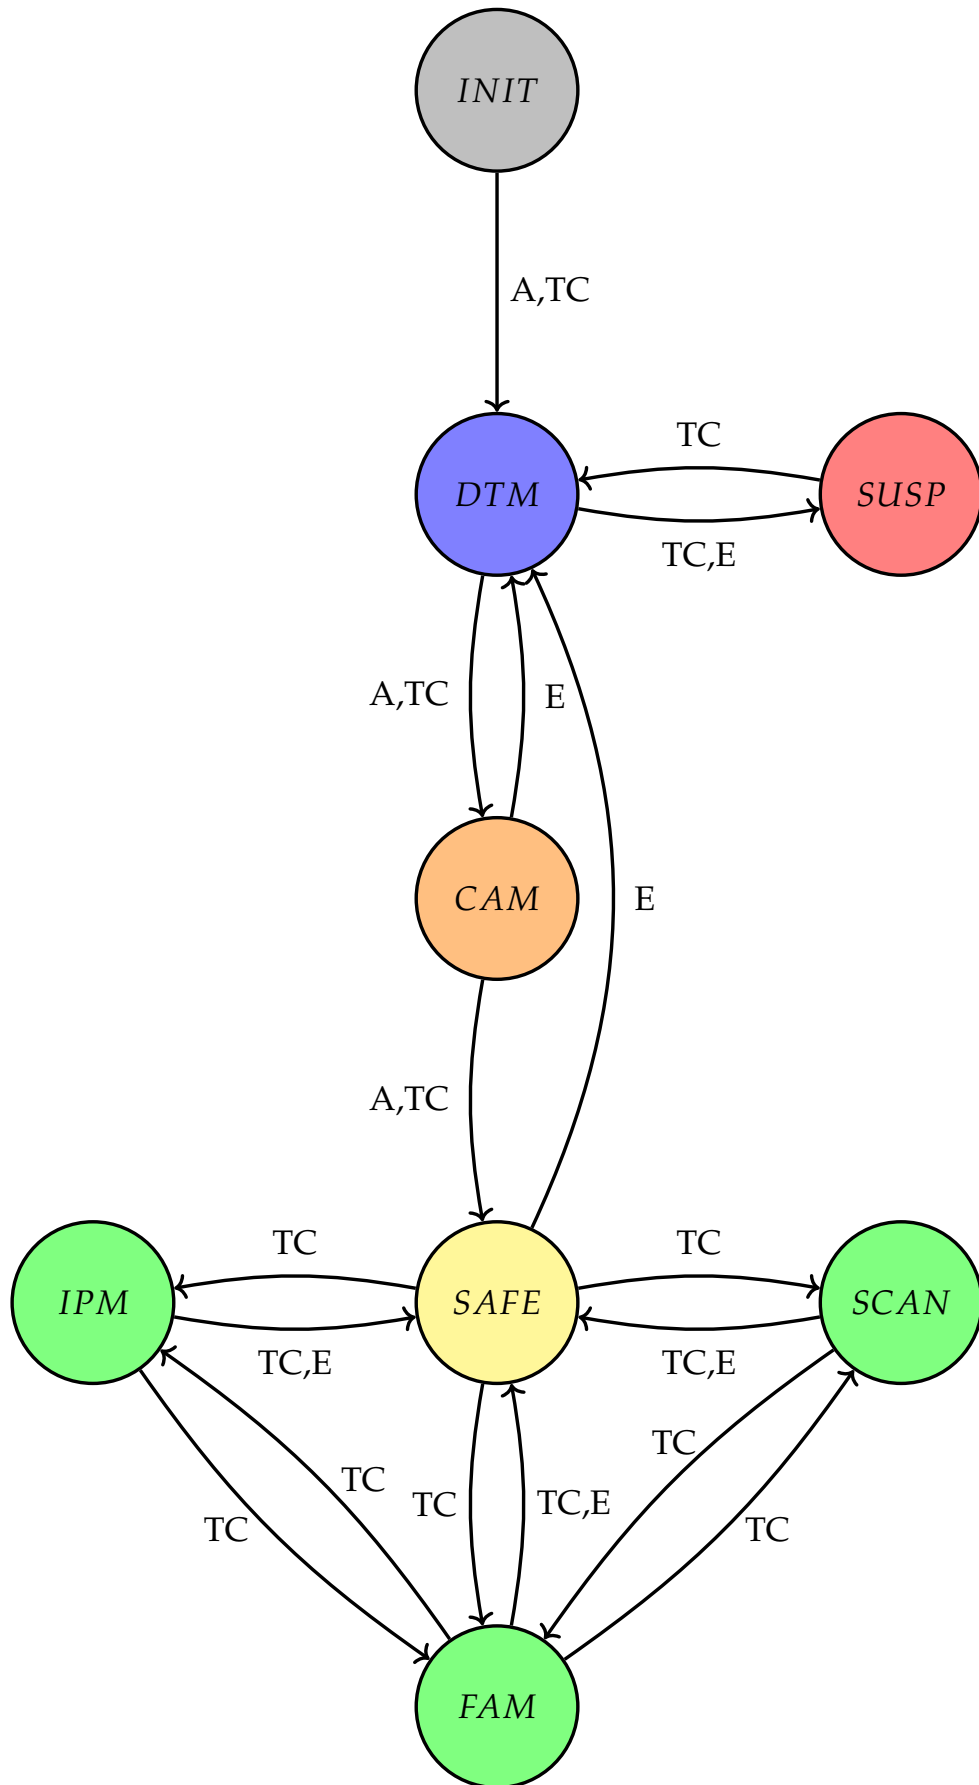 INIT
A,TC
TC
DTM
SUSP
TC,E
A,TC
E
CAM
E
A,TC
TC
TC
IPM
SAFE
SCAN
TC,E
TC,E
TC
TC
TC
TC,E
TC
TC
FAM